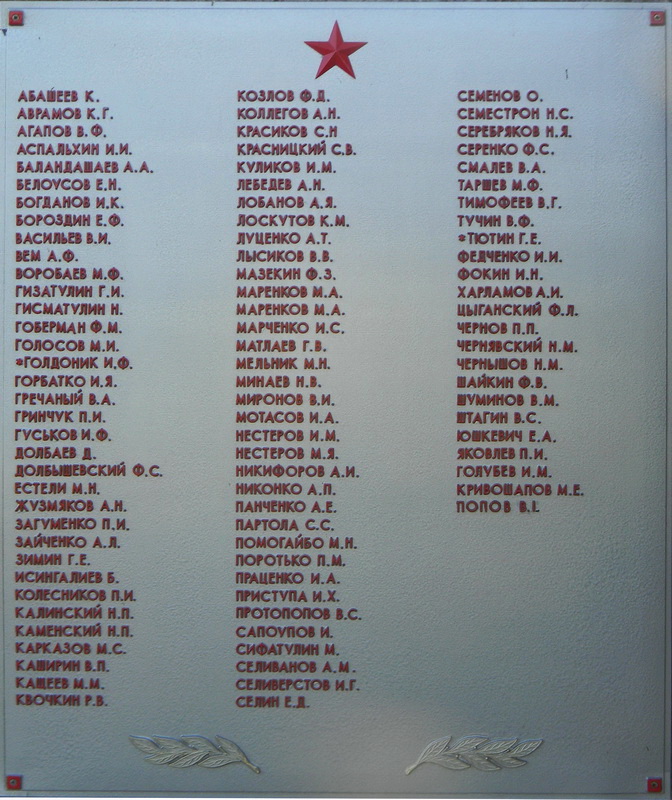 АБАШЕЕВ К.
АВРАМОВ К.Г.
АГАПОВ В.Ф.
АСПАЛЬХИН И.И.
БАЛАНДАШАЕВ А.А.
БЕЛОУСОВ Е.Н.
БОГДАНОВ И.К.
БОРОЗДИН Е.Ф.
ВАСИЛЬЕВ В.И.
ВЕМ А.Ф.
ВОРОБАЕВ М.Ф.
ГИЗАТУЛИН Г.И.
ГИСМАТУЛИН Н.
ГОБЕРМАН Ф.М.
ГОЛОСОВ М.И.
*ГОЛДОНИК И.Ф.
ГОРБАТКО И.Я.
ГРЕЧАНЫЙ В.А.
ГРИНЧУК П.И.
ГУСЬКОВ И.Ф.
ДОЛБАЕВ Д.
ДОЛБЫШЕВСКИЙ Ф.С.
ЕСТЕЛИ М.Н.
ЖУЗМЯКОВ А.Н.
ЗАГУМЕНКО П.И.
ЗАЙЧЕНКО А.Л.
ЗИМИН Г.Е.
ИСИНГАЛИЕВ Б.
КОЛЕСНИКОВ П.И.
КАЛИНСКИЙ Н.П.
КАМЕНСКИЙ Н.П.
КАРКАЗОВ М.С.
КАШИРИН В.П.
КАЩЕЕВ М.М.
КВОЧКИН Р.В.
КОЗЛОВ Ф.Д.
КОЛЛЕГОВ А.Н.
КРАСИКОВ С.Н
КРАСНИЦКИЙ С.В.
КУЛИКОВ И.М.
ЛЕБЕДЕВ А.Н.
ЛОБАНОВ А.Я.
ЛОСКУТОВ К.М.
ЛУЦЕНКО А.Т.
ЛЫСИКОВ В.В.
МАЗЕКИН Ф.З.
МАРЕНКОВ М.А.
МАРЕНКОВ М.А.
МАРЧЕНКО И.С.
МАТЛАЕВ Г.В.
МЕЛЬНИК М.Н.
МИНАЕВ Н.В.
МИРОНОВ В.И.
МОТАСОВ И.А.
НЕСТЕРОВ И.М.
НЕСТЕРОВ М.Я.
НИКИФОРОВ А.И.
НИКОНКО А.П.
ПАНЧЕНКО А.Е.
ПАРТОЛА С.С.
ПОМОГАЙБО М.Н.
ПОРОТЬКО П.М.
ПРАЦЕНКО И.А.
ПРИСТУПА И.Х.
ПРОТОПОПОВ В.С.
САПОУПОВ И.
СИФАТУЛИН М.
СЕЛИВАНОВ А.М.
СЕЛИВЕРСТОВ И.Г.
СЕЛИН Е.Д.
СЕМЕНОВ О.
СЕМЕСТРОН Н.С.
СЕРЕБРЯКОВ Н.Я.
СЕРЕНКО Ф.С.
СМАЛЕВ В.А.
ТАРШЕВ М.Ф.
ТИМОФЕЕВ В.Г.
ТУЧИН В.Ф.
*ТЮТИН Г.Е.
ФЕДЧЕНКО И.И.
ФОКИН И.Н.
ХАРЛАМОВ А.И.
ЦЫГАНСКИЙ Ф.Л.
ЧЕРНОВ П.П.
ЧЕРНЯВСКИЙ Н.М.
ЧЕРНЫШОВ Н.М.
ШАЙКИН Ф.В.
ШУМИНОВ В.М.
ШТАГИН В.С.
ЮШКЕВИЧ Е.А.
ЯКОВЛЕВ П.И.
ГОЛУБЕВ И.М.
КРИВОШАПОВ М.Е.
ПОПОВ